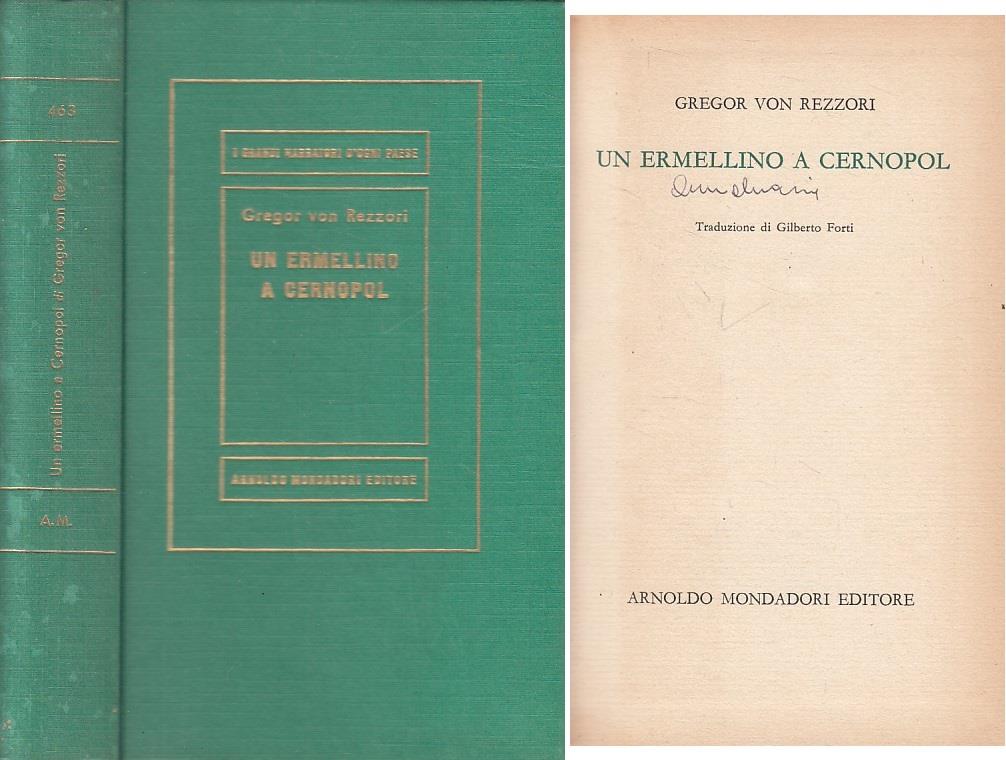 463
Un ermellino a Cernopol di Gregor von Rezzori
A.M.
I GRANDI NARRATORI D'OGNI PAESE
Gregor von Rezzori
UN ERMELLINO
A CERNOPOL
ARNOLDO MONDADORI EDITORE
GREGOR VON REZZORI
UN ERMELLINO A CERNOPOL
Traduzione di Gilberto Forti
ARNOLDO MONDADORI EDITORE